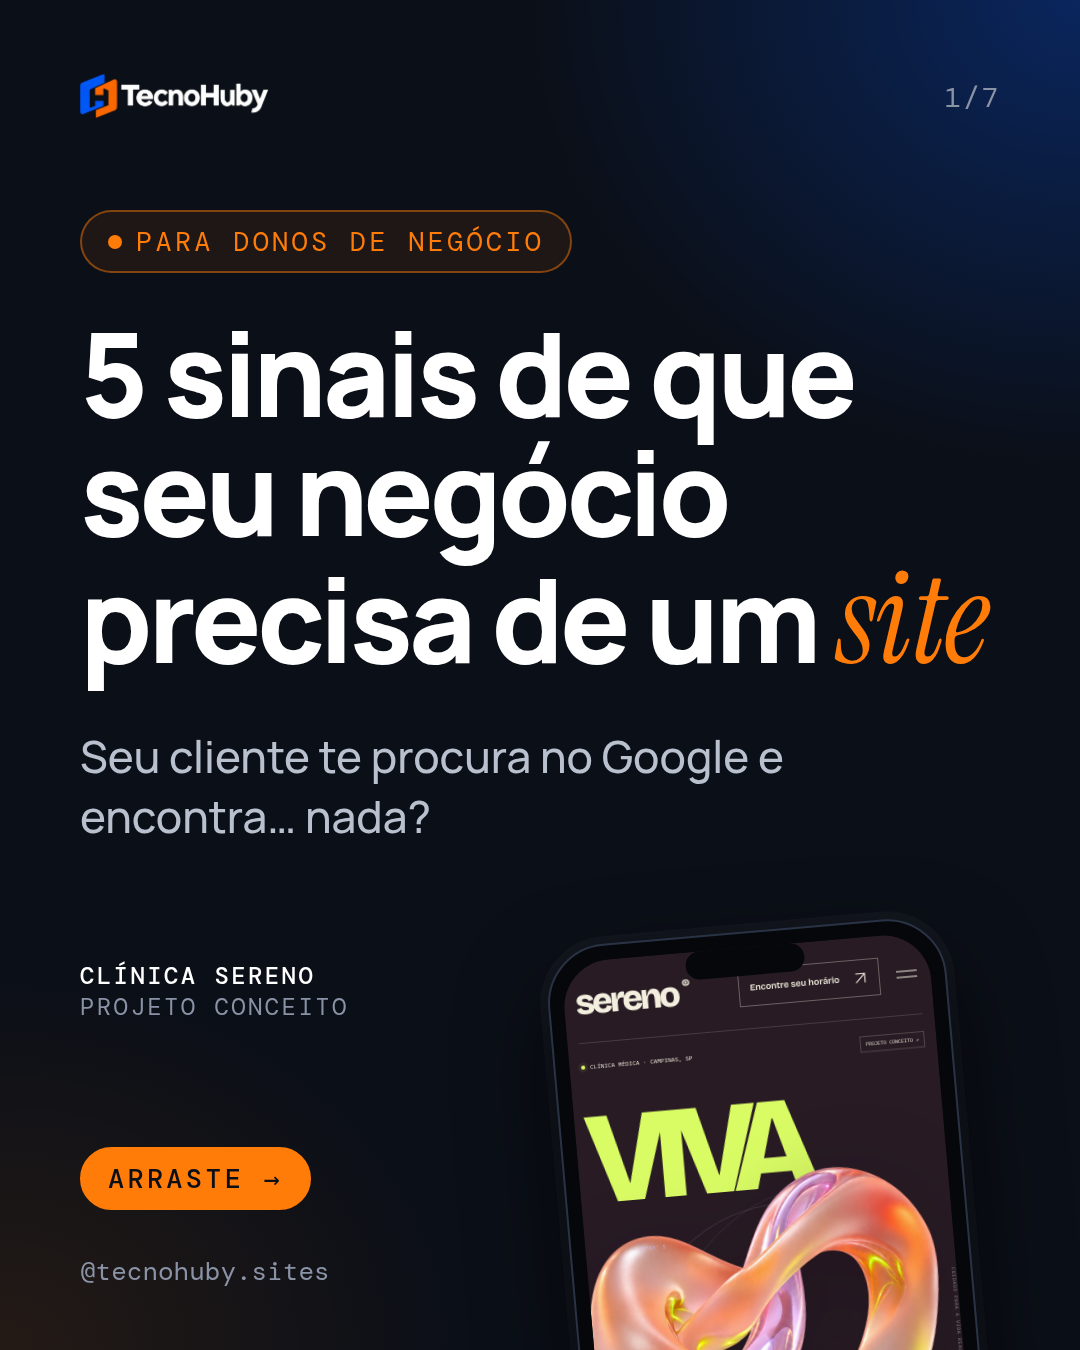 TecnoHuby
1/7
PARA DONOS DE NEGÓCIO
5 sinais de que
seu negócio
precisa de um site
Seu cliente te procura no Google e
encontra... nada?
CLÍNICA SERENO
PROJETO CONCEITO
ARRASTE →
@tecnohuby.sites
sereno®
Encontre seu horário
PROJETO CONCEITO
CLÍNICA MÉDICA · CAMPINAS, SP
VIVA